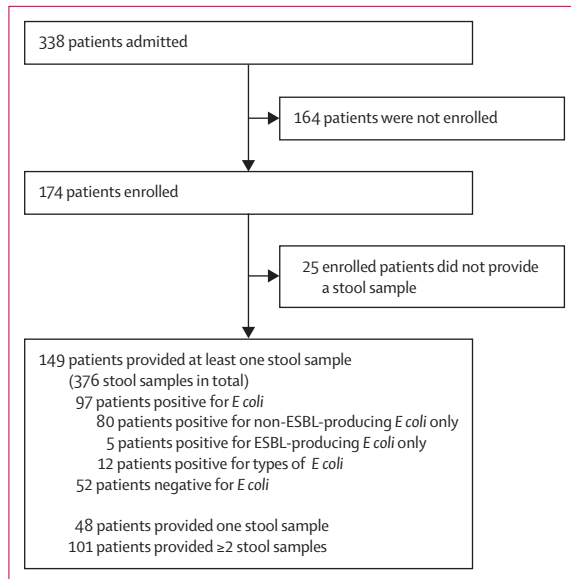 338 patients admitted
164 patients were not enrolled
174 patients enrolled
25 enrolled patients did not provide
a stool sample
149 patients provided at least one stool sample
(376 stool samples in total)
97 patients positive for E coli
80 patients positive for non-ESBL-producing E coli only
5 patients positive for ESBL-producing E coli only
12 patients positive for types of E coli
52 patients negative for E coli
48 patients provided one stool sample
101 patients provided ≥2 stool samples